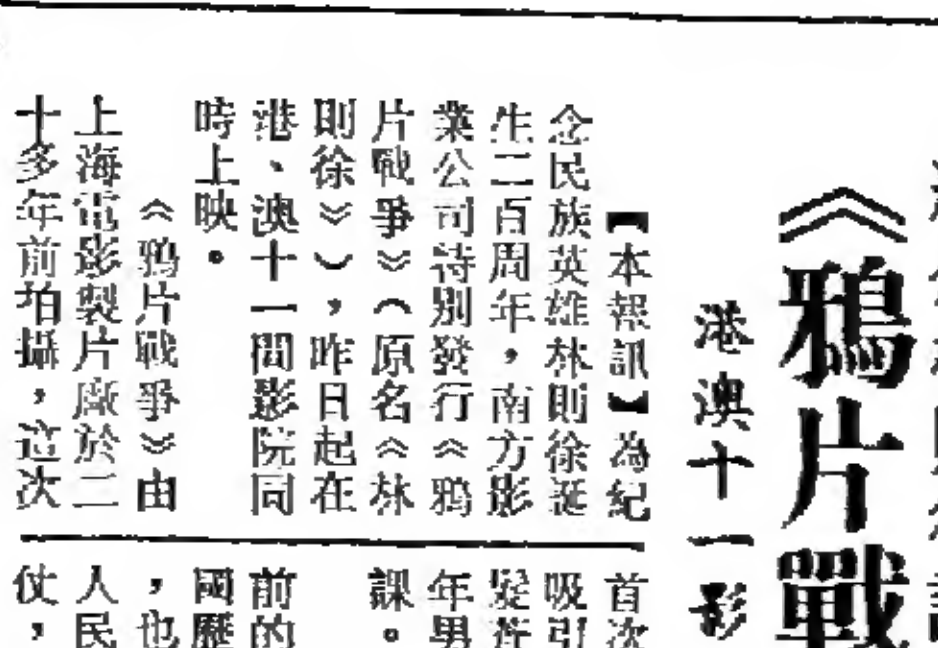 《鴉片戰
港澳十一影
【本報訊】為紀
念民族英雄林則徐誕
生二百周年，南方影
業公司特別發行《鴉
片戰爭》（原名《林
則徐》），昨日起在
港、澳十一間影院同
時上映。
《鴉片戰爭》由
上海電影製片廠於二
十多年前拍攝，這次
首次
吸引
年男
課。
前的
國歷
，也
人民
仗，